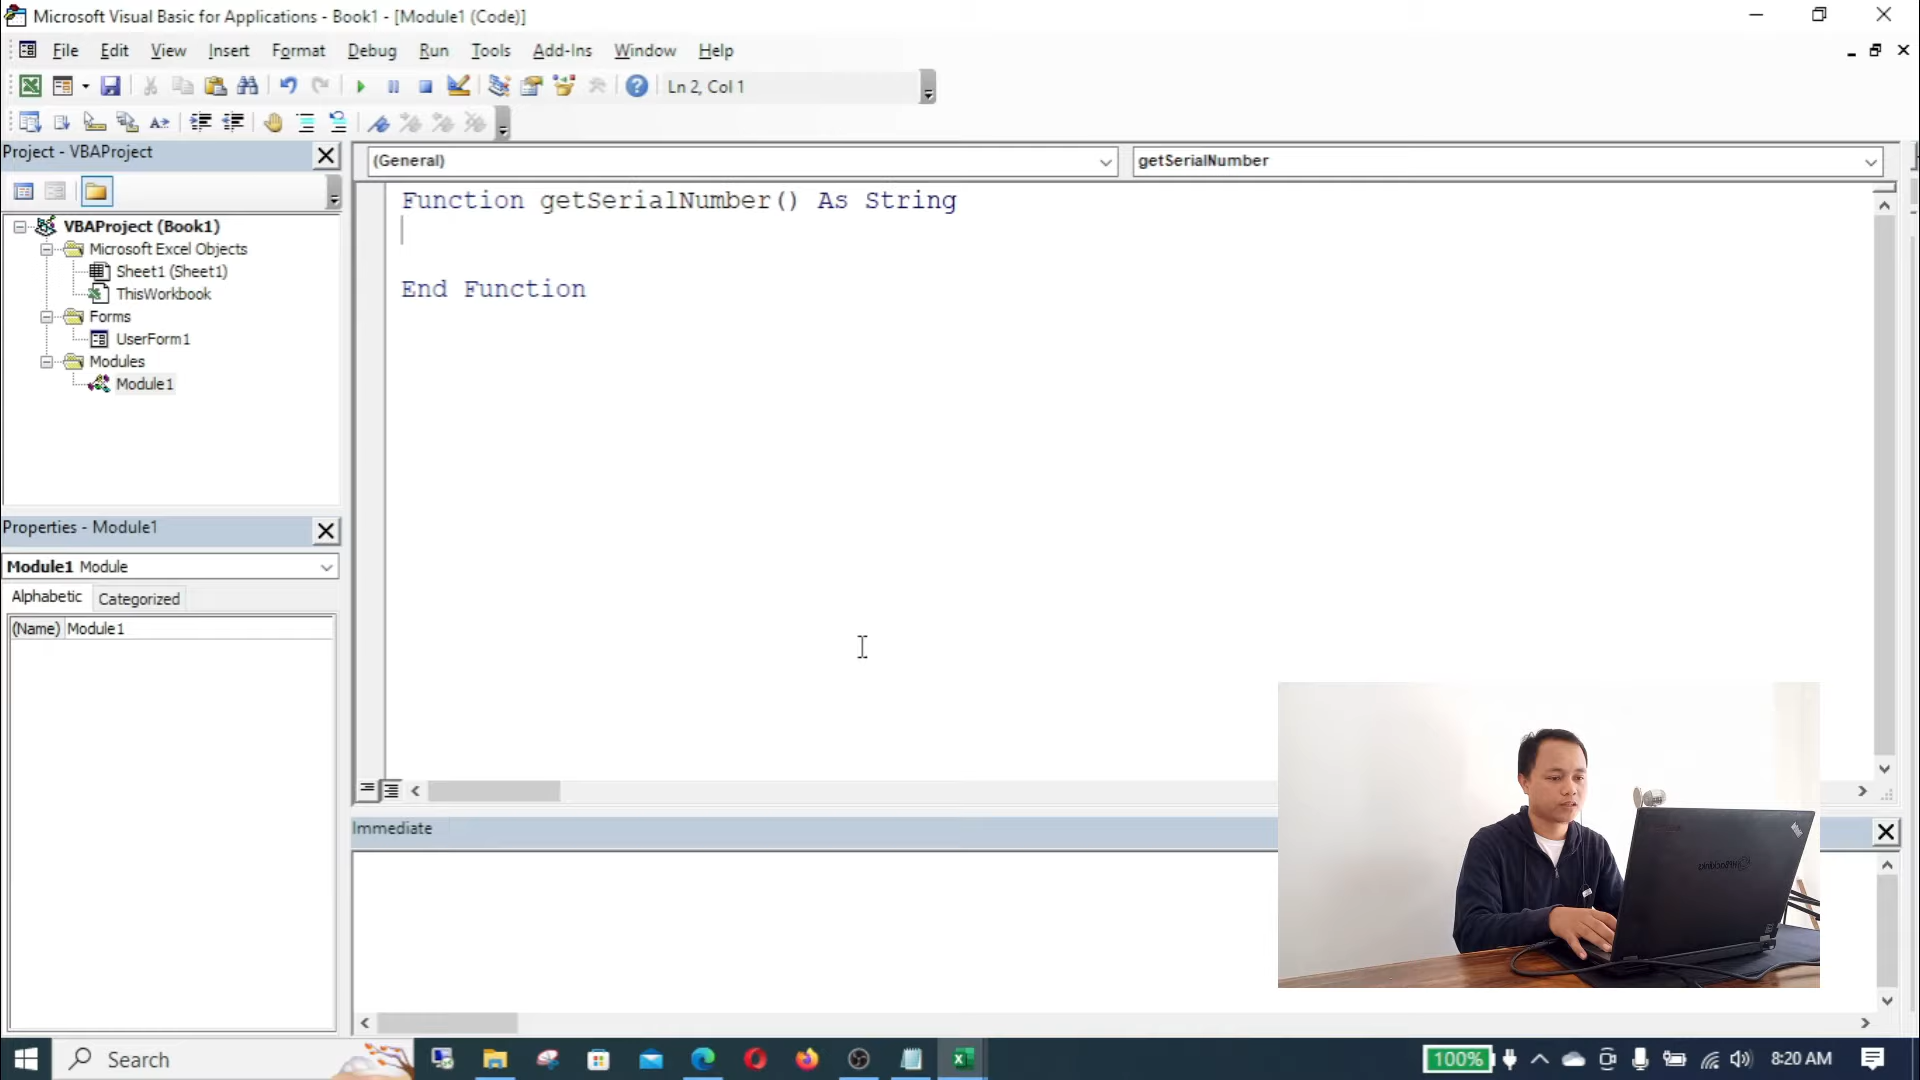 Microsoft Visual Basic for Applications - Book1 - [Module1 (Code)]
File Edit View Insert Format Debug Run Tools Add-Ins Window Help
Ln 2, Col 1
Project - VBAProject
(General)
getSerialNumber
VBAProject (Book1)
Microsoft Excel Objects
Sheet1 (Sheet1)
ThisWorkbook
Forms
UserForm1
Modules
Module1
Function getSerialNumber() As String
End Function
Properties - Module1
Module1 Module
Alphabetic Categorized
(Name) Module1
Immediate
Search
100%
8:20 AM